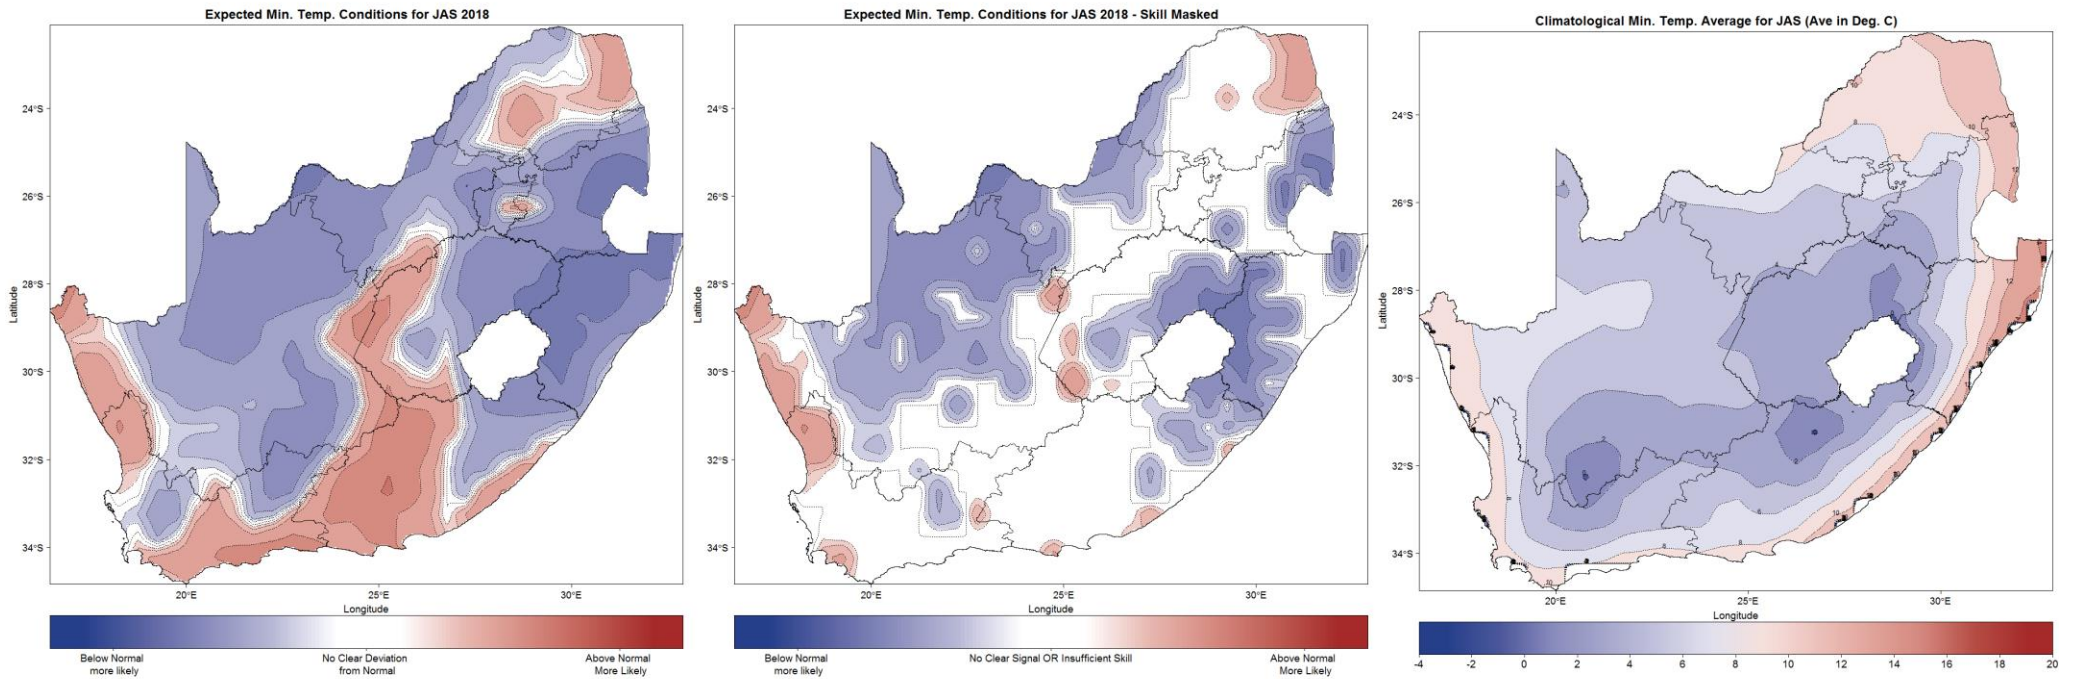 Expected Min. Temp. Conditions for JAS 2018
24°S
26°S
28°S
30°S
32°S
34°S
Latitude
20°E
25°E
30°E
Longitude
Below Normal
more likely
No Clear Deviation
from Normal
Above Normal
More Likely
Expected Min. Temp. Conditions for JAS 2018 - Skill Masked
24°S
26°S
28°S
30°S
32°S
34°S
Latitude
20°E
25°E
30°E
Longitude
Below Normal
more likely
No Clear Signal OR Insufficient Skill
Above Normal
More Likely
Climatological Min. Temp. Average for JAS (Ave in Deg. C)
24°S
26°S
28°S
30°S
32°S
34°S
Latitude
20°E
25°E
30°E
Longitude
-4
-2
0
2
4
6
8
10
12
14
16
18
20